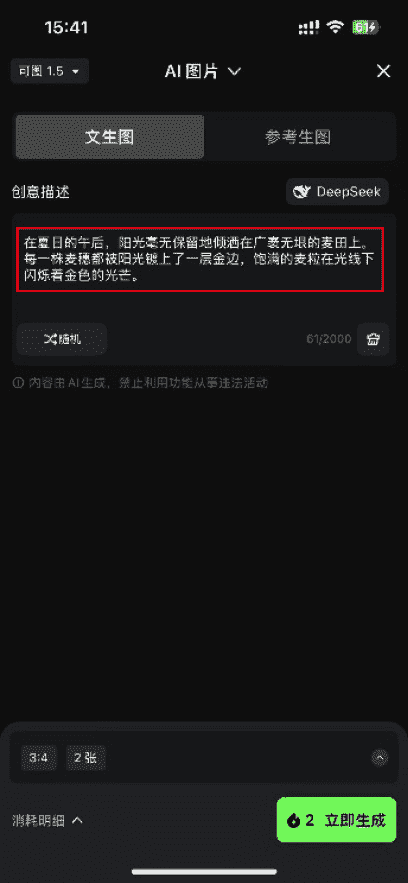 15:41
可图 1.5
AI 图片
文生图
参考生图
创意描述
DeepSeek
在夏日的午后，阳光毫无保留地倾洒在广袤无垠的麦田上。
每一株麦穗都被阳光镀上了一层金边，饱满的麦粒在光线下
闪烁着金色的光芒。
随机
61/2000
内容由 AI 生成，禁止利用功能从事违法活动
3:4
2 张
消耗明细
2 立即生成